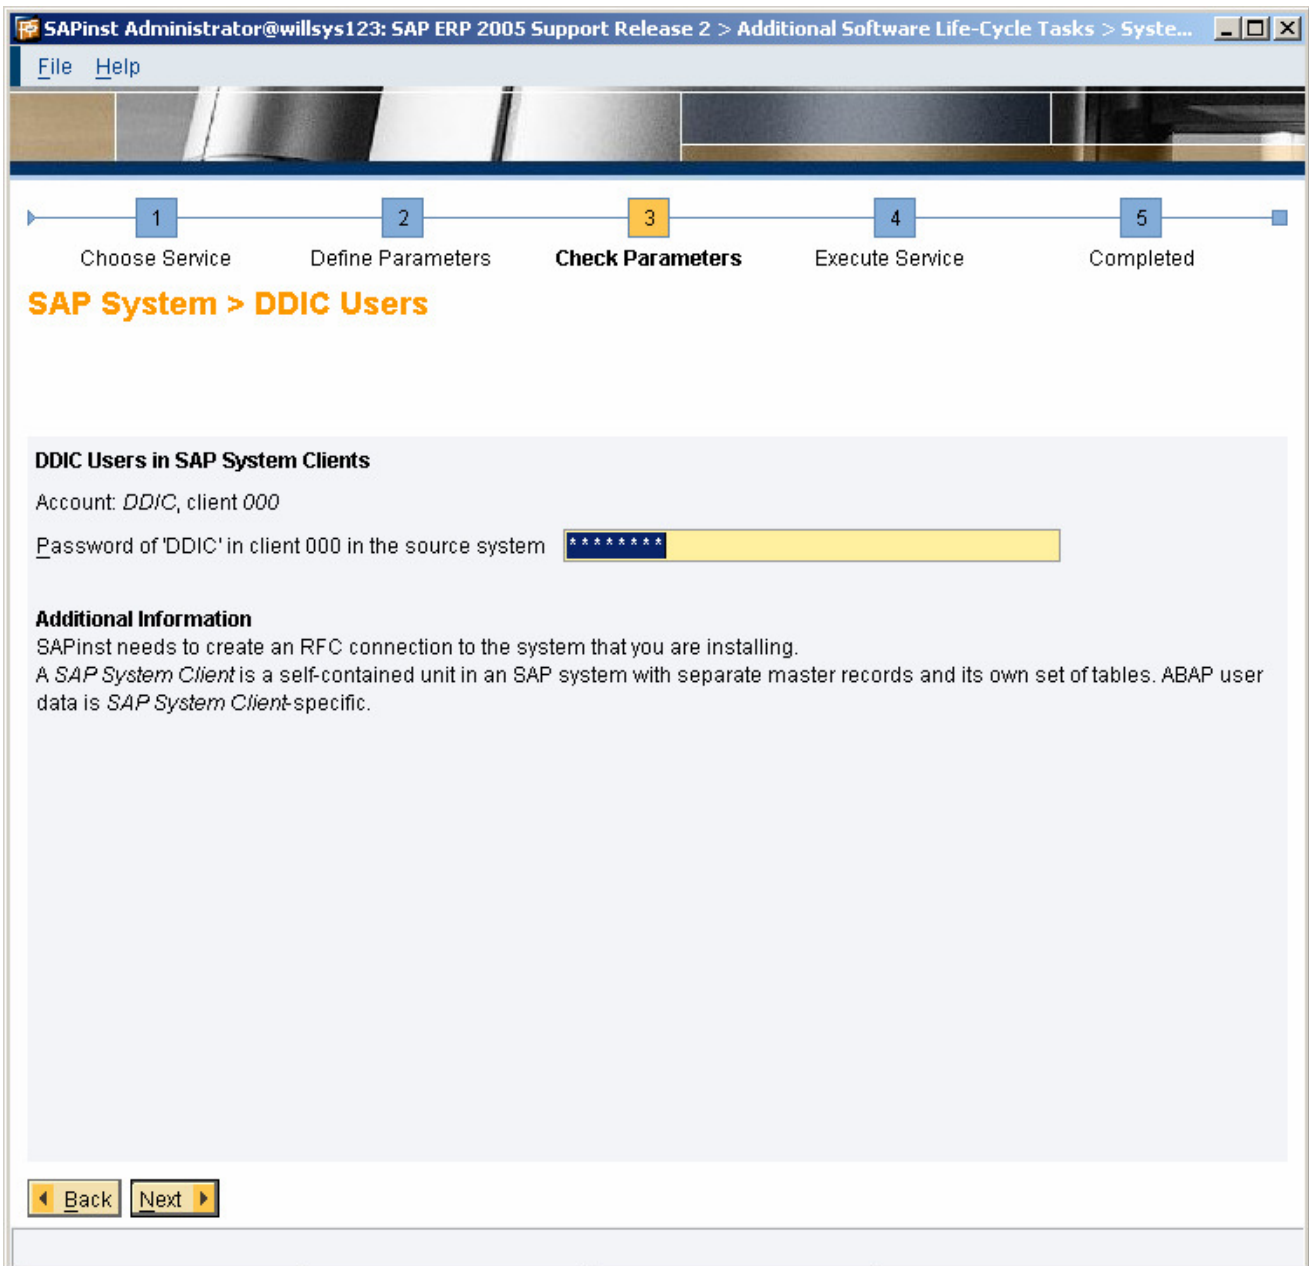 SAPinst Administrator@willsys123: SAP ERP 2005 Support Release 2 > Additional Software Life-Cycle Tasks > Syste...
File Help
1 2 3 4 5
Choose Service Define Parameters Check Parameters Execute Service Completed
SAP System > DDIC Users
DDIC Users in SAP System Clients
Account: DDIC, client 000
Password of 'DDIC' in client 000 in the source system ********
Additional Information
SAPinst needs to create an RFC connection to the system that you are installing.
A SAP System Client is a self-contained unit in an SAP system with separate master records and its own set of tables. ABAP user
data is SAP System Client-specific.
Back Next